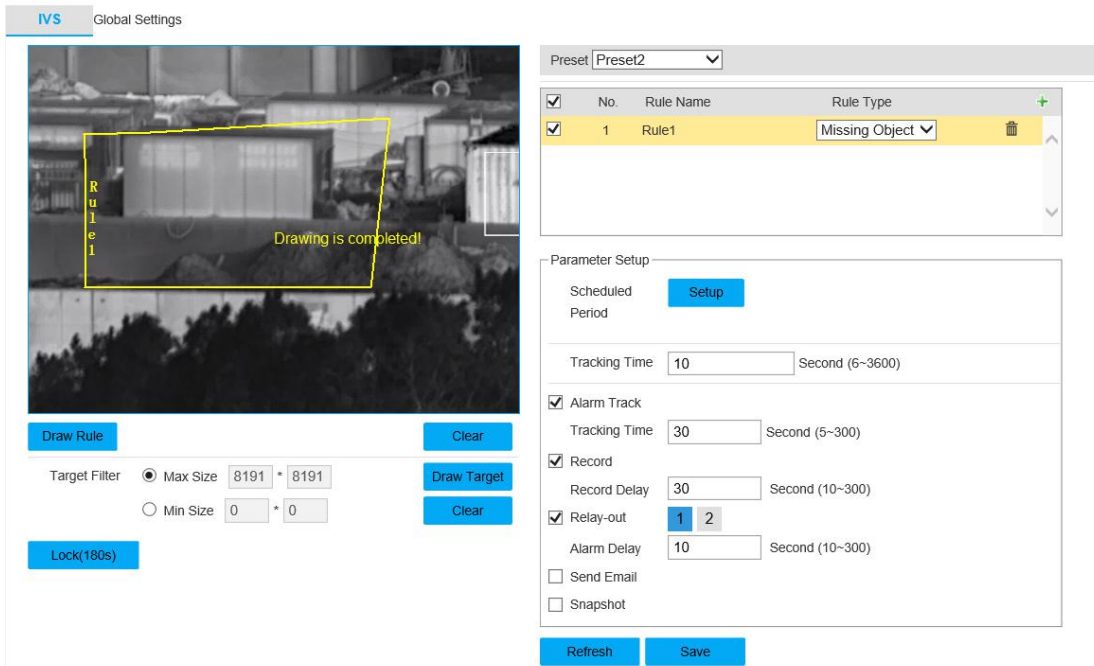 IVS Global Settings
Rule1
Drawing is completed!
Draw Rule Clear
Target Filter Max Size 8191 * 8191 Draw Target
Min Size 0 * 0 Clear
Lock(180s)
Preset Preset2
No. Rule Name Rule Type
1 Rule1 Missing Object
Parameter Setup
Scheduled Setup
Period
Tracking Time 10 Second (6~3600)
Alarm Track
Tracking Time 30 Second (5~300)
Record
Record Delay 30 Second (10~300)
Relay-out 1 2
Alarm Delay 10 Second (10~300)
Send Email
Snapshot
Refresh Save